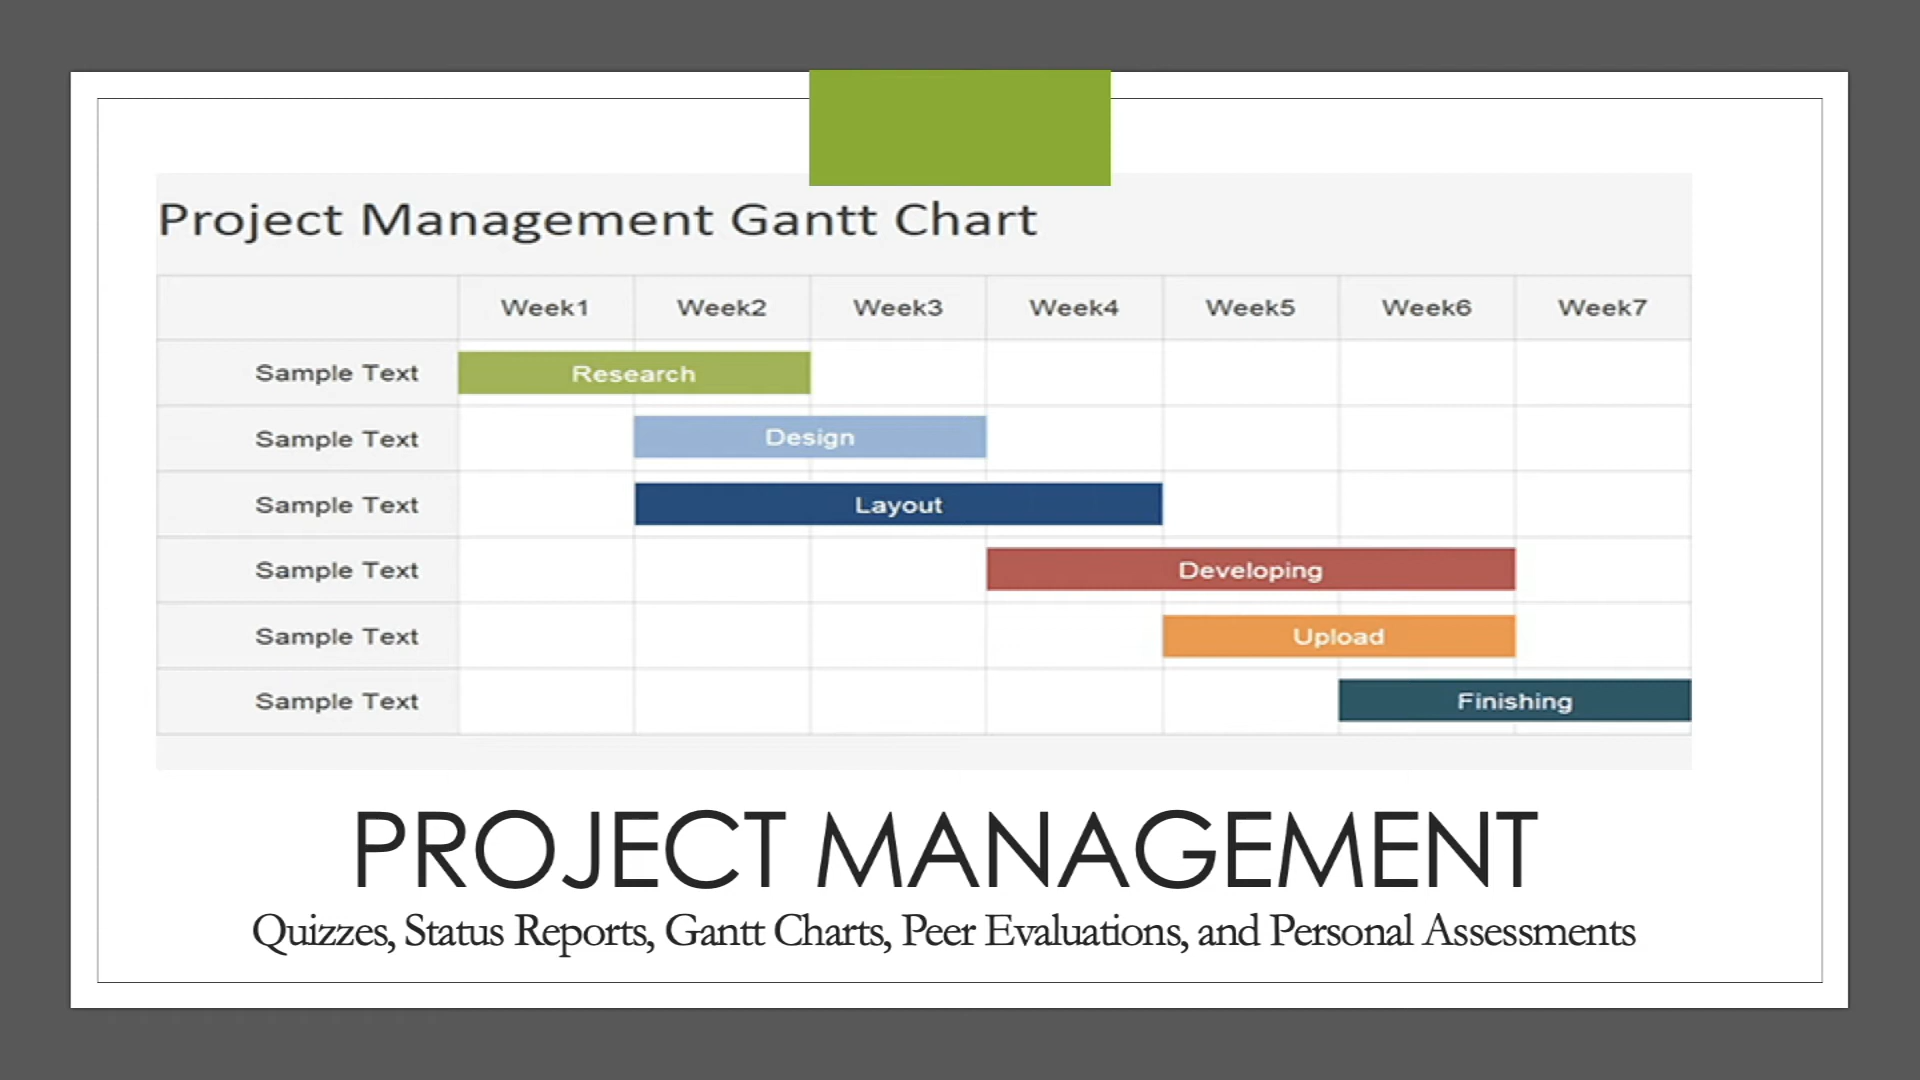 Project Management Gantt Chart
Week1 Week2 Week3 Week4 Week5 Week6 Week7
Sample Text Research
Sample Text Design
Sample Text Layout
Sample Text Developing
Sample Text Upload
Sample Text Finishing
PROJECT MANAGEMENT
Quizzes, Status Reports, Gantt Charts, Peer Evaluations, and Personal Assessments